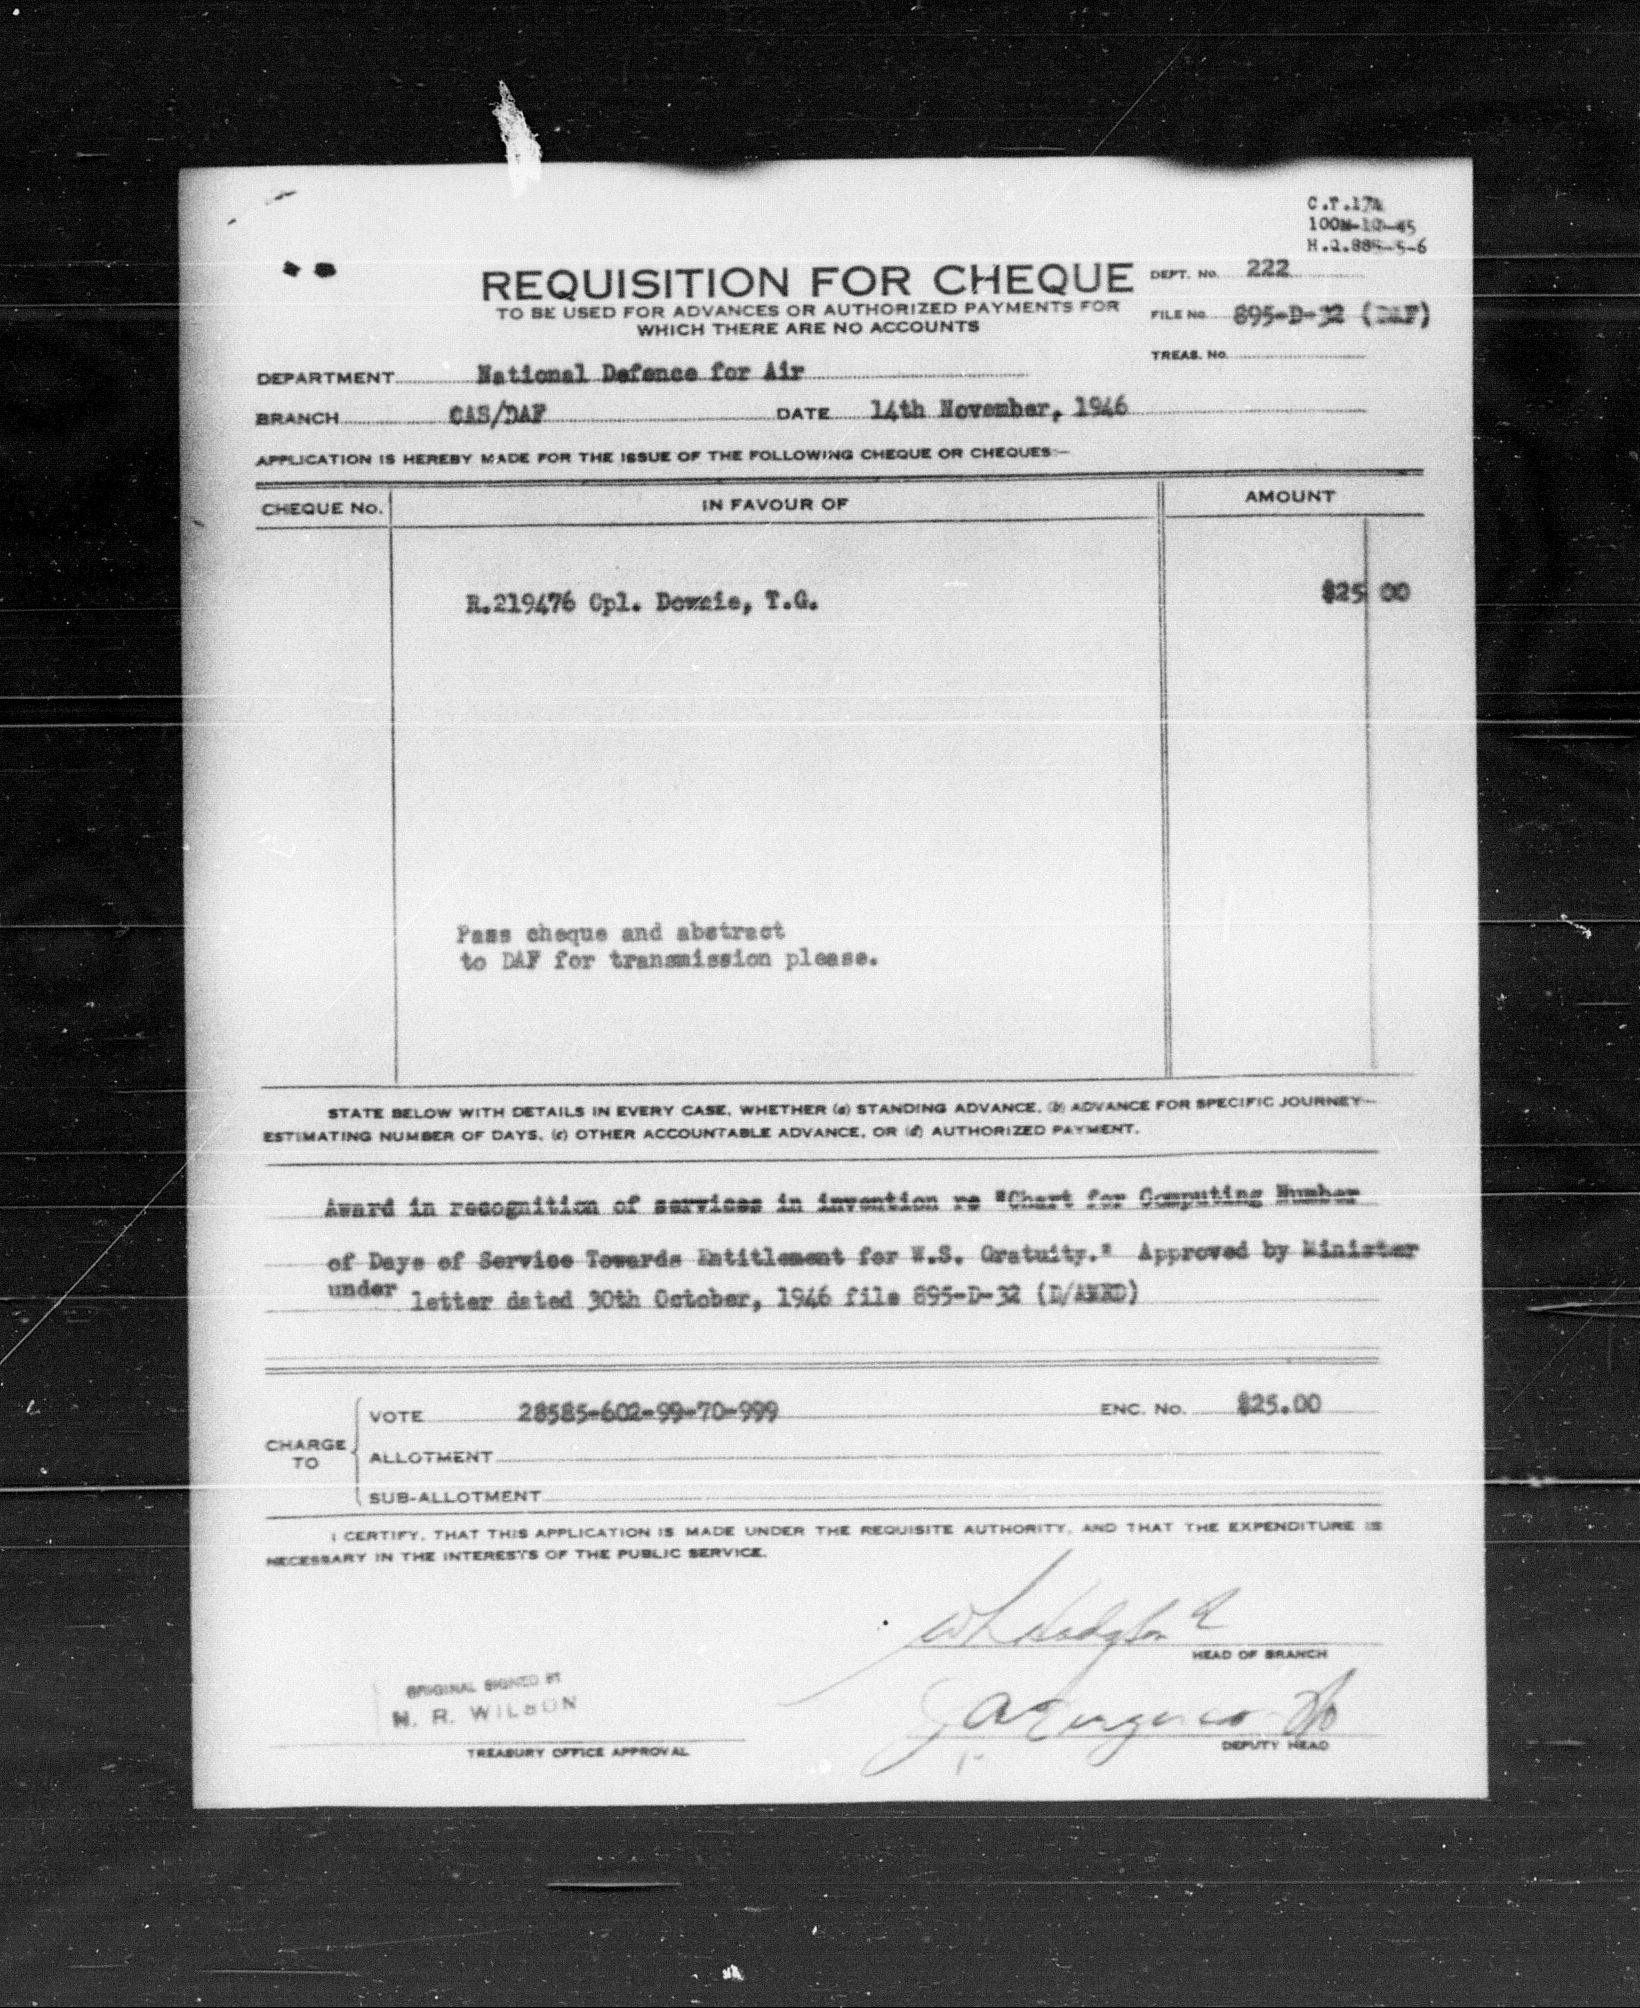 C.T.174
100M-10-45
H.Q.885-5-6
REQUISITION FOR CHEQUE
TO BE USED FOR ADVANCES OR AUTHORIZED PAYMENTS FOR
WHICH THERE ARE NO ACCOUNTS
DEPT. No. 222
FILE No. 895-D-32 (DAF)
TREAS. No.
DEPARTMENT National Defence for Air
BRANCH CAS/DAF DATE 14th November, 1946
APPLICATION IS HEREBY MADE FOR THE ISSUE OF THE FOLLOWING CHEQUE OR CHEQUES:—
CHEQUE No. IN FAVOUR OF AMOUNT
R.219476 Cpl. Downie, T.G. $25 00
Pass cheque and abstract
to DAF for transmission please.
STATE BELOW WITH DETAILS IN EVERY CASE, WHETHER (a) STANDING ADVANCE, (b) ADVANCE FOR SPECIFIC JOURNEY—
ESTIMATING NUMBER OF DAYS, (c) OTHER ACCOUNTABLE ADVANCE, OR (d) AUTHORIZED PAYMENT.
Award in recognition of services in invention re "Chart for Computing Number
of Days of Service Towards Entitlement for W.S. Gratuity." Approved by Minister
under letter dated 30th October, 1946 file 895-D-32 (D/AWRD)
CHARGE TO
VOTE 28585-602-99-70-999 ENC. No. $25.00
ALLOTMENT
SUB-ALLOTMENT
I CERTIFY, THAT THIS APPLICATION IS MADE UNDER THE REQUISITE AUTHORITY, AND THAT THE EXPENDITURE IS
NECESSARY IN THE INTERESTS OF THE PUBLIC SERVICE.
W L Hodgson
HEAD OF BRANCH
ORIGINAL SIGNED BY
H. R. WILSON
TREASURY OFFICE APPROVAL
DEPUTY HEAD